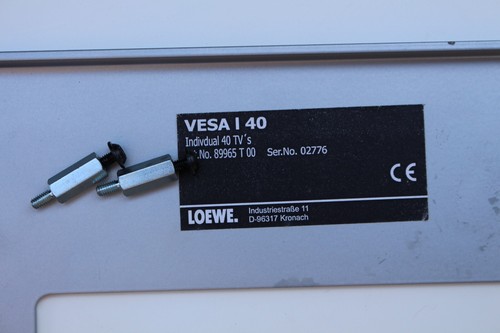 VESA I 40
Indivdual 40 TV´s
.No. 89965 T 00 Ser.No. 02776
CE
LOEWE.
Industriestraße 11
D-96317 Kronach